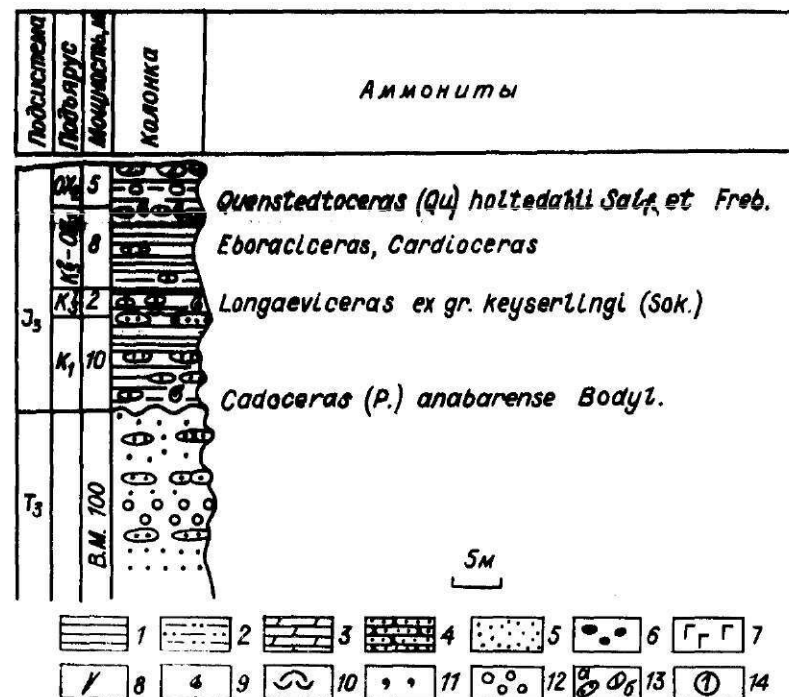 Подсистема
Подъярус
Мощность, м
Колонка
Аммониты
J₃
5
Quenstedtoceras (Qu) holtedahli Salf. et Freb.
8
Eboraciceras, Cardioceras
2
Longaeviceras ex gr. keyserlingi (Sok.)
K₁
10
Cadoceras (P.) anabarense Bodyl.
T₃
В.М. 100
5м
1 2 3 4 5 6 7
8 9 10 11 12 а б 13 1 14